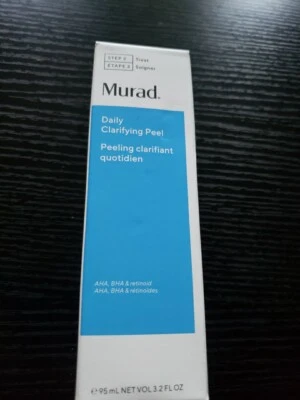 STEP 2 Treat
ÉTAPE 2 Soigner
Murad.
Daily
Clarifying Peel
Peeling clarifiant
quotidien
AHA, BHA & retinoid
AHA, BHA & rétinoïdes
℮ 95 mL NET VOL 3.2 FL OZ